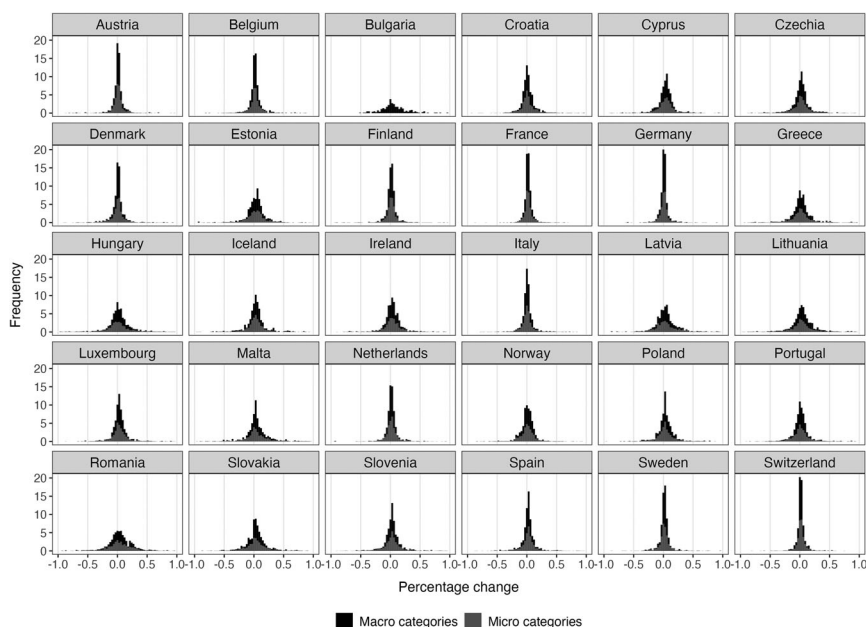 Austria Belgium Bulgaria Croatia Cyprus Czechia
20
15
10
5
0
Denmark Estonia Finland France Germany Greece
20
15
10
5
0
Hungary Iceland Ireland Italy Latvia Lithuania
20
15
10
5
0
Frequency
Luxembourg Malta Netherlands Norway Poland Portugal
20
15
10
5
0
Romania Slovakia Slovenia Spain Sweden Switzerland
20
15
10
5
0
-1.0 -0.5 0.0 0.5 1.0 -1.0 -0.5 0.0 0.5 1.0 -1.0 -0.5 0.0 0.5 1.0 -1.0 -0.5 0.0 0.5 1.0 -1.0 -0.5 0.0 0.5 1.0 -1.0 -0.5 0.0 0.5 1.0
Percentage change
Macro categories Micro categories